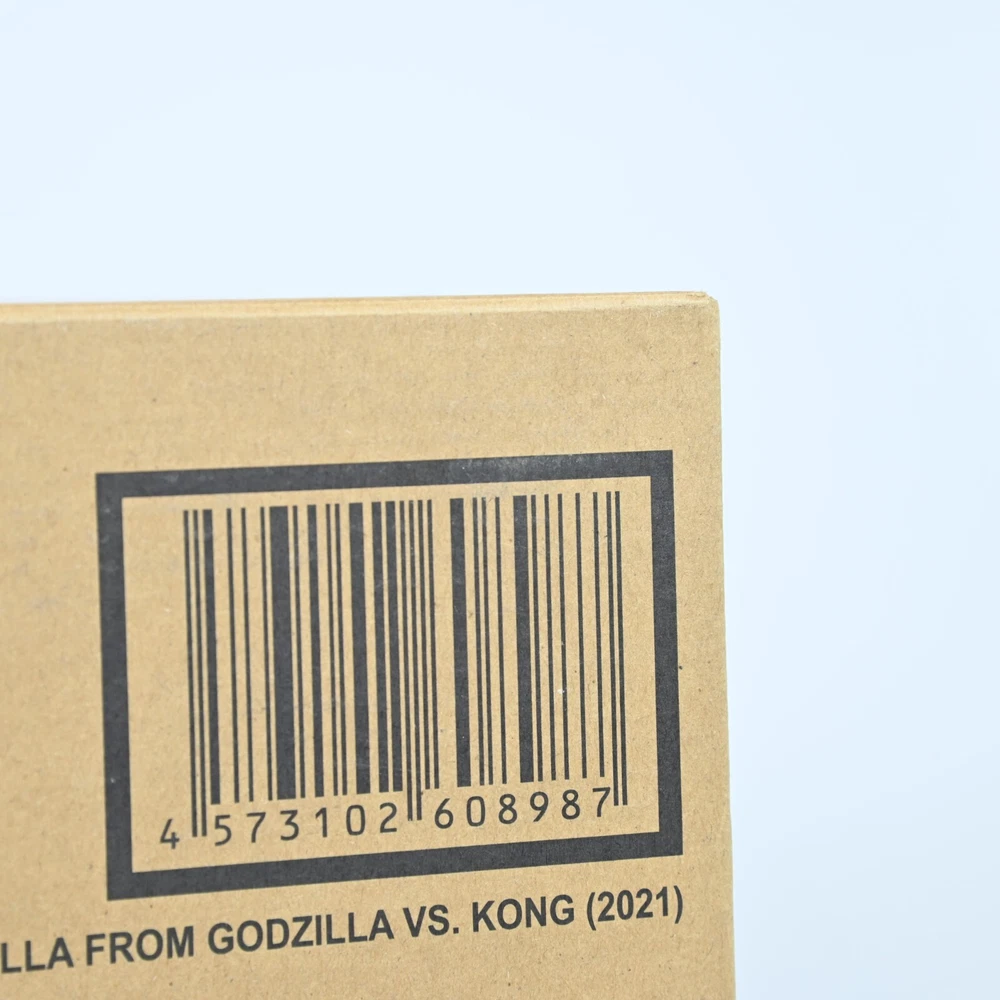 4 573102 608987
LLA FROM GODZILLA VS. KONG (2021)